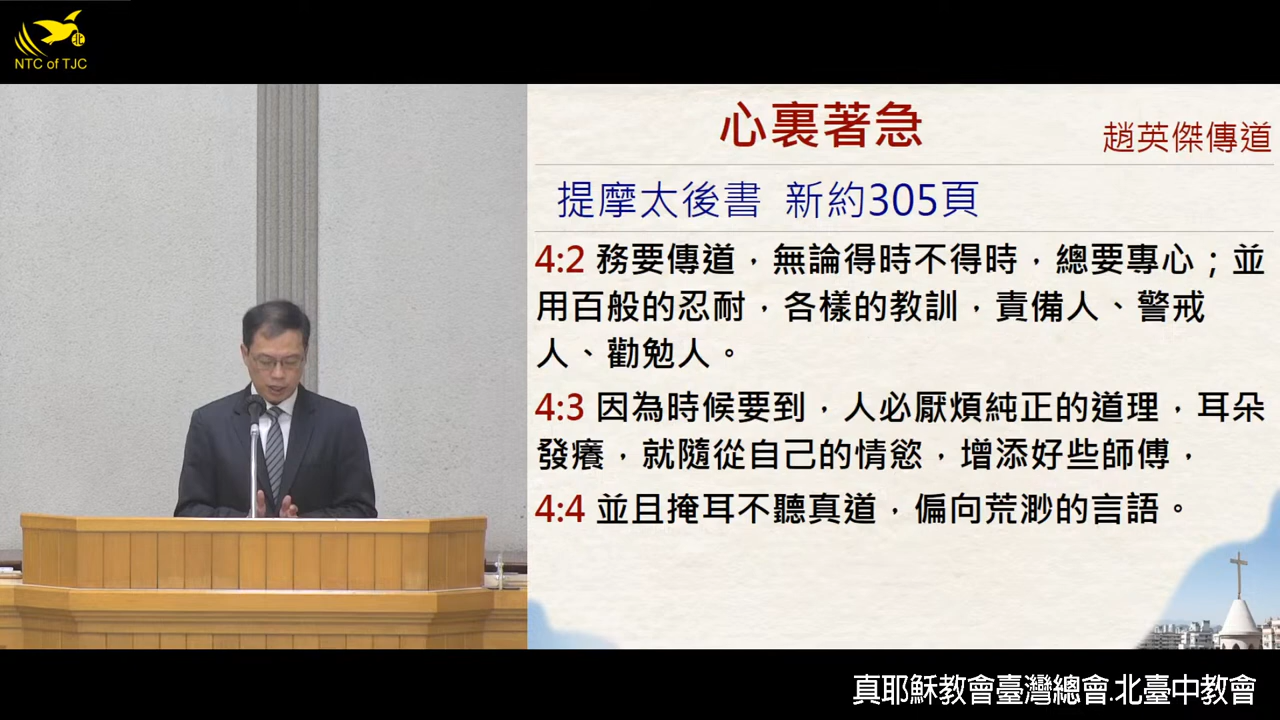 北
NTC of TJC
心裏著急
趙英傑傳道
提摩太後書 新約305頁
4:2 務要傳道，無論得時不得時，總要專心；並
用百般的忍耐，各樣的教訓，責備人、警戒
人、勸勉人。
4:3 因為時候要到，人必厭煩純正的道理，耳朵
發癢，就隨從自己的情慾，增添好些師傅，
4:4 並且掩耳不聽真道，偏向荒渺的言語。
真耶穌教會臺灣總會.北臺中教會